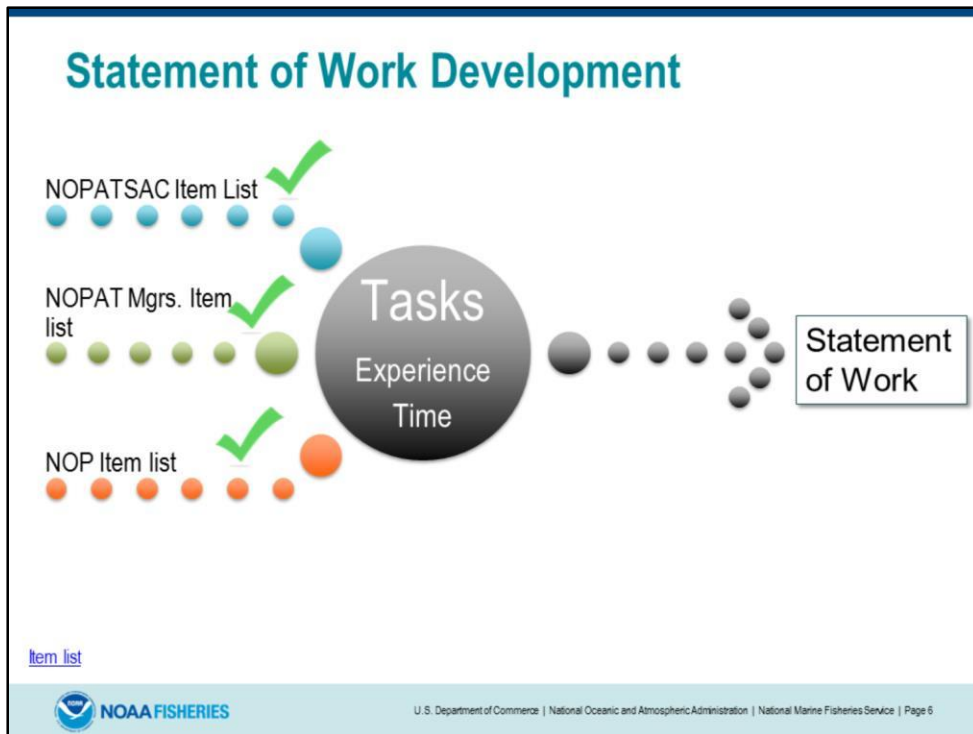 Statement of Work Development
NOPATSAC Item List
NOPAT Mgrs. Item
list
NOP Item list
Tasks
Experience
Time
Statement
of Work
Item list
NOAA FISHERIES
U.S. Department of Commerce | National Oceanic and Atmospheric Administration | National Marine Fisheries Service | Page 6